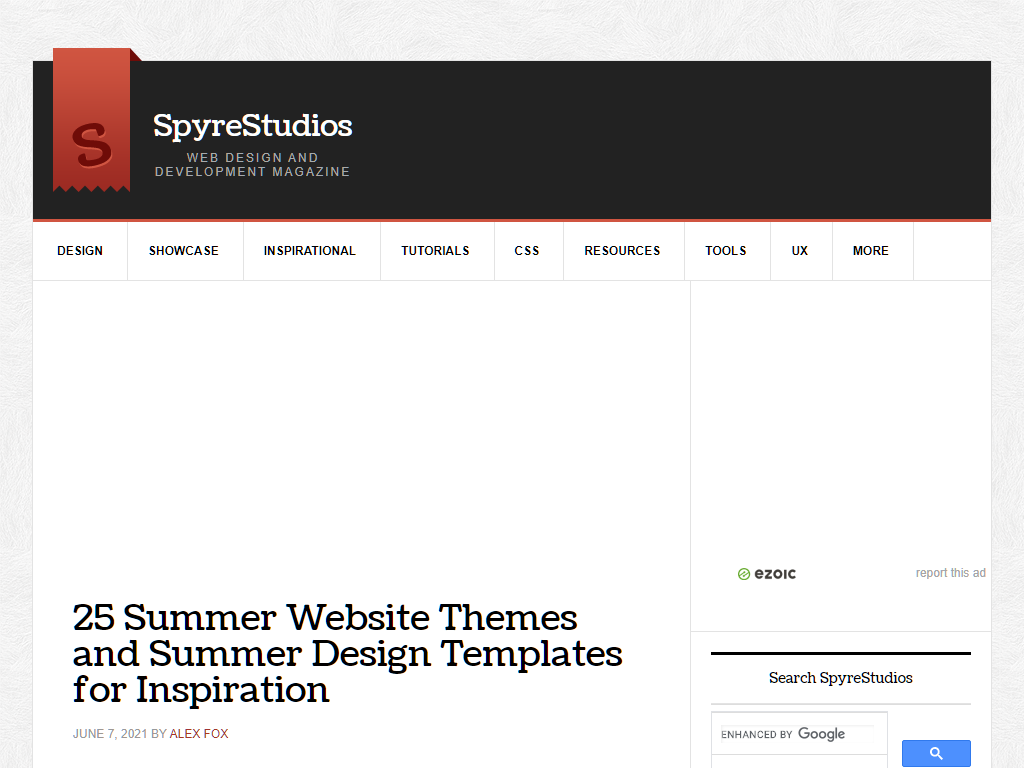 S
SpyreStudios
WEB DESIGN AND
DEVELOPMENT MAGAZINE
DESIGN
SHOWCASE
INSPIRATIONAL
TUTORIALS
CSS
RESOURCES
TOOLS
UX
MORE
ezoic
report this ad
25 Summer Website Themes
and Summer Design Templates
for Inspiration
JUNE 7, 2021 BY ALEX FOX
Search SpyreStudios
ENHANCED BY Google